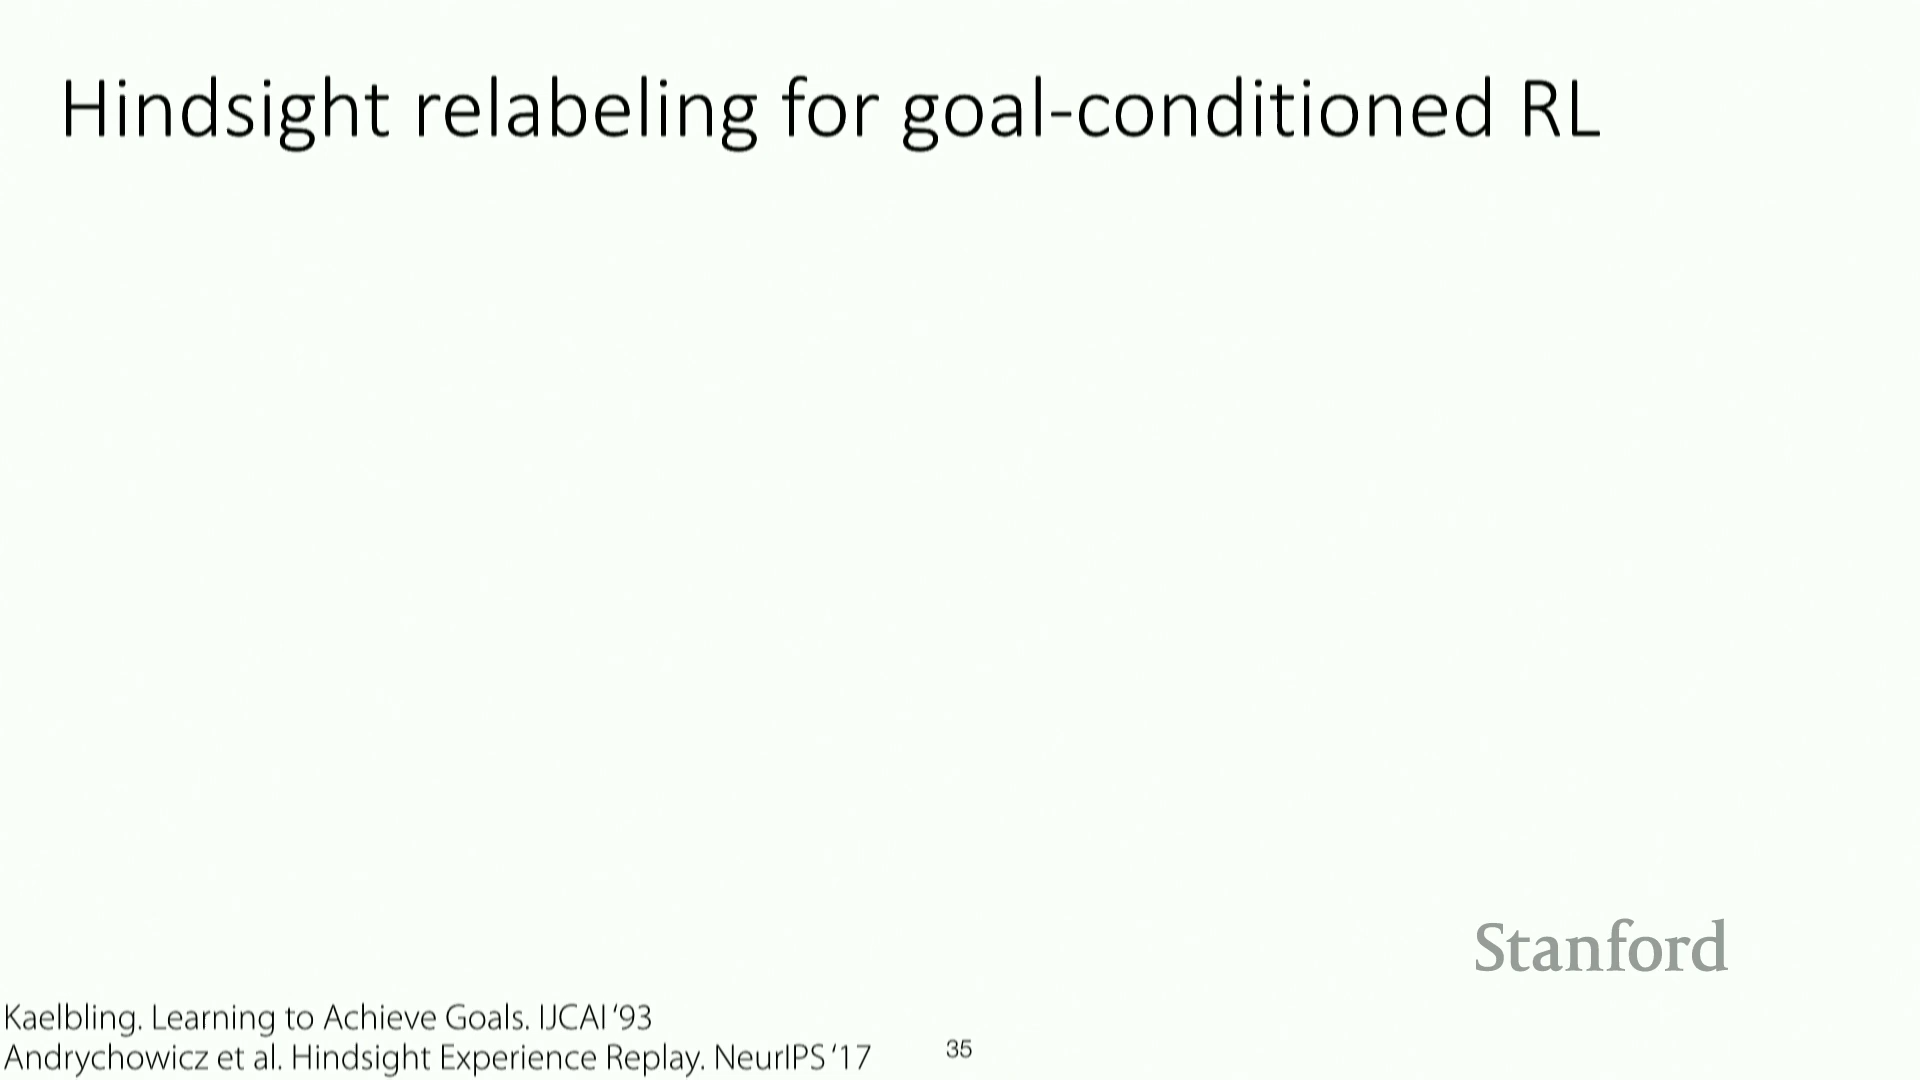 Hindsight relabeling for goal-conditioned RL
Stanford
Kaelbling. Learning to Achieve Goals. IJCAI ‘93
Andrychowicz et al. Hindsight Experience Replay. NeurIPS ‘17
35